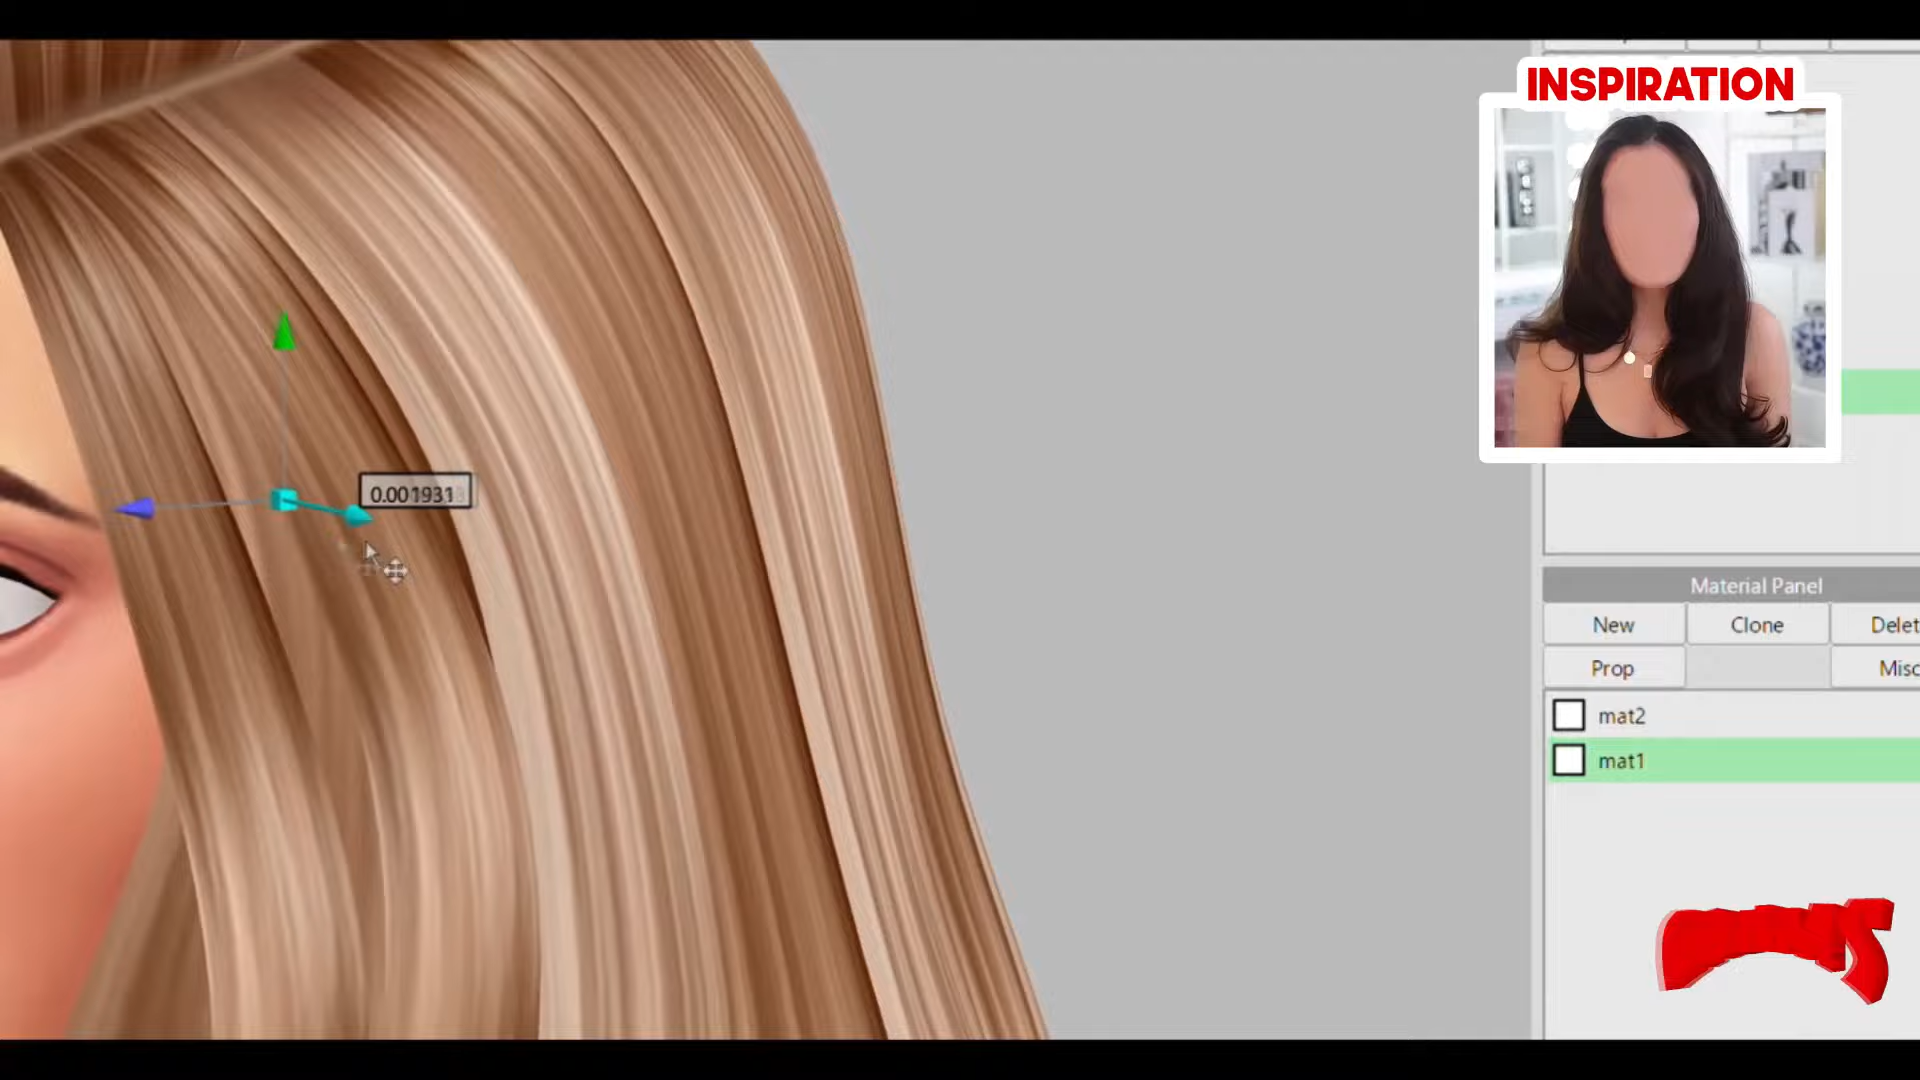 INSPIRATION
0.001931
Material Panel
New
Clone
Delet
Prop
Misc
mat2
mat1